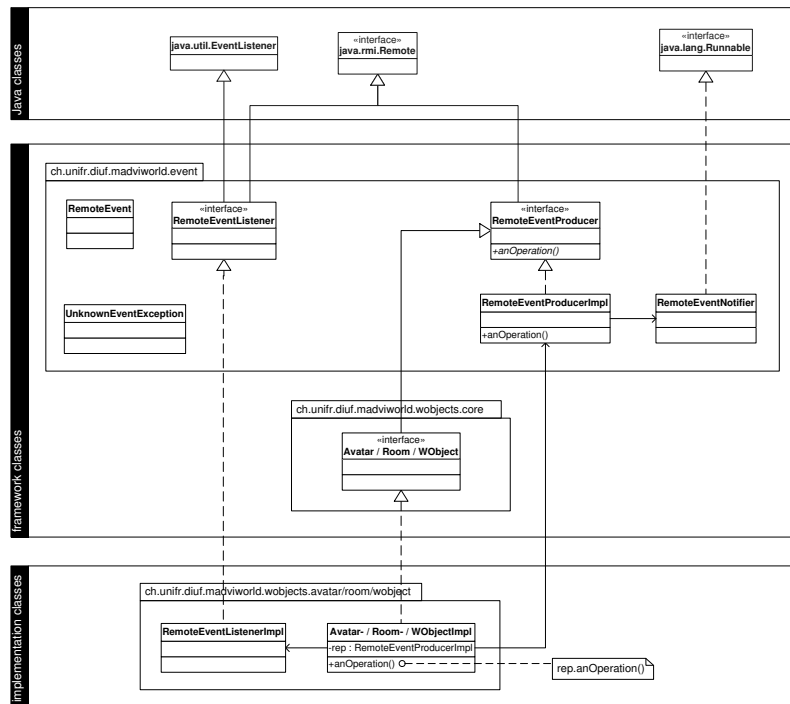 Java classes
java.util.EventListener
«interface»
java.rmi.Remote
«interface»
java.lang.Runnable
framework classes
ch.unifr.diuf.madviworld.event
RemoteEvent
«interface»
RemoteEventListener
«interface»
RemoteEventProducer
+anOperation()
UnknownEventException
RemoteEventProducerImpl
+anOperation()
RemoteEventNotifier
ch.unifr.diuf.madviworld.wobjects.core
«interface»
Avatar / Room / WObject
implementation classes
ch.unifr.diuf.madviworld.wobjects.avatar/room/wobject
RemoteEventListenerImpl
Avatar- / Room- / WObjectImpl
-rep : RemoteEventProducerImpl
+anOperation()
rep.anOperation()